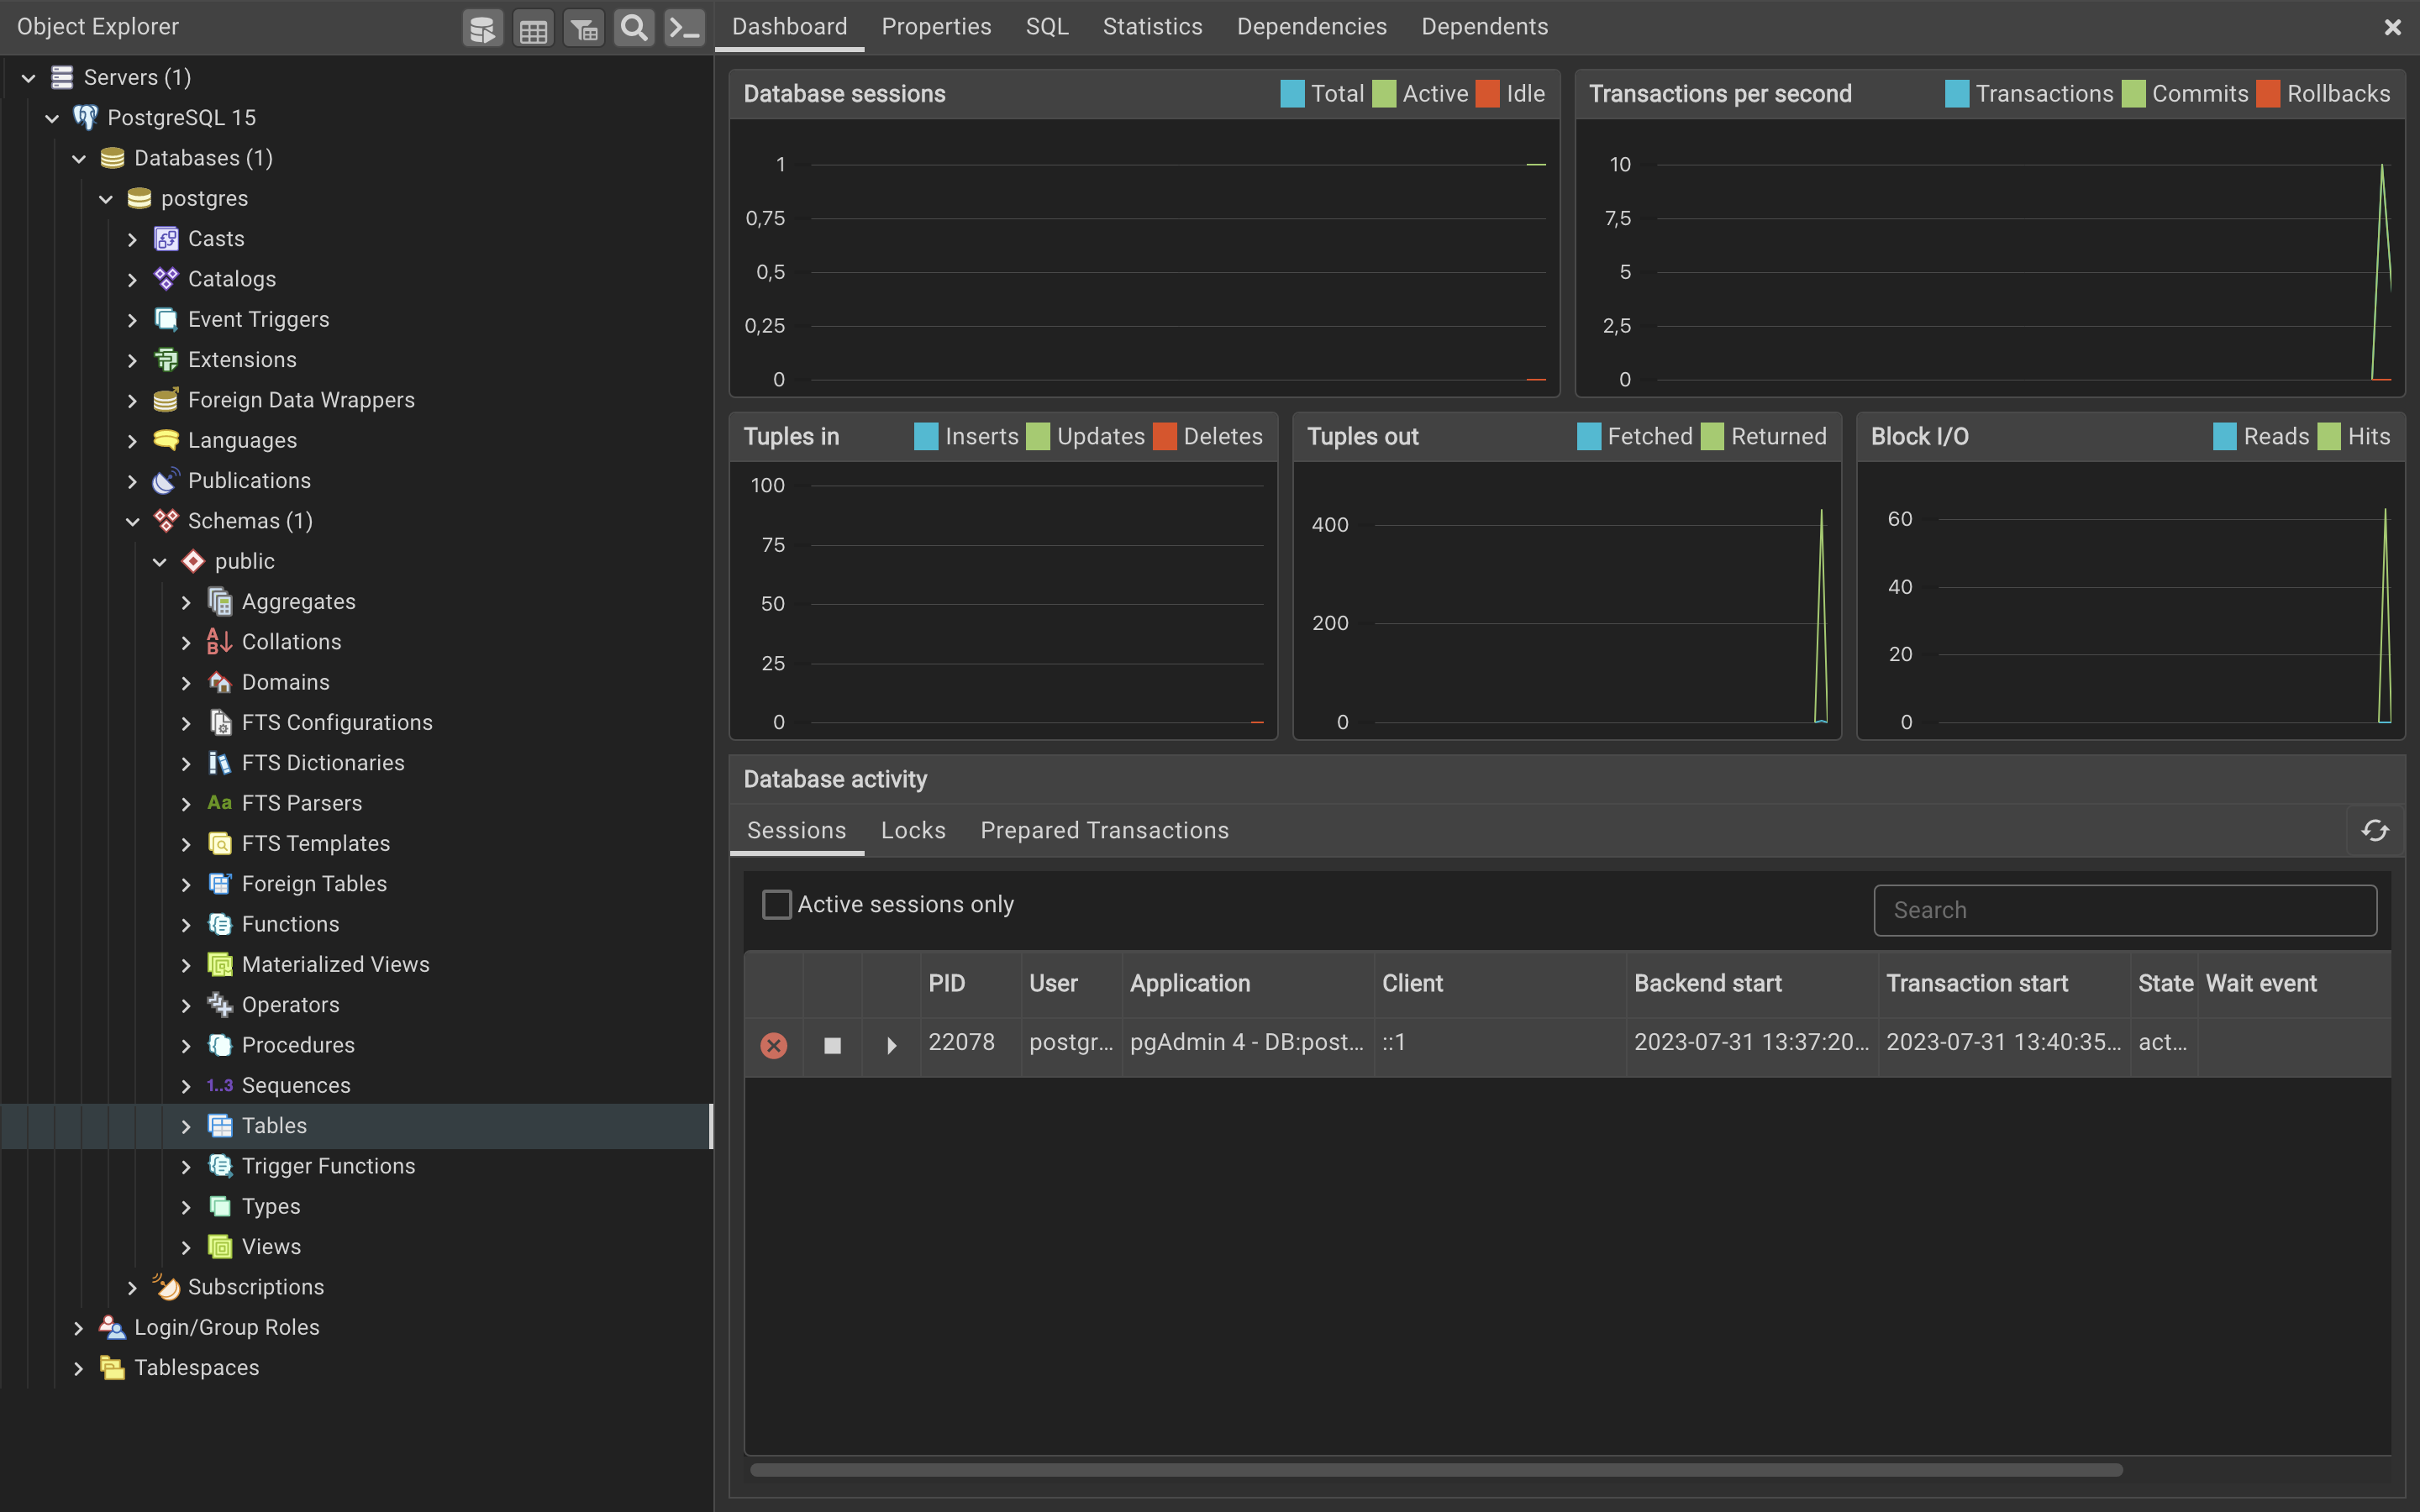 Object Explorer
Servers (1)
PostgreSQL 15
Databases (1)
postgres
Casts
Catalogs
Event Triggers
Extensions
Foreign Data Wrappers
Languages
Publications
Schemas (1)
public
Aggregates
Collations
Domains
FTS Configurations
FTS Dictionaries
Aa FTS Parsers
FTS Templates
Foreign Tables
Functions
Materialized Views
Operators
Procedures
1..3 Sequences
Tables
Trigger Functions
Types
Views
Subscriptions
Login/Group Roles
Tablespaces
Dashboard Properties SQL Statistics Dependencies Dependents
Database sessions Total Active Idle
1
0,75
0,5
0,25
0
Transactions per second Transactions Commits Rollbacks
10
7,5
5
2,5
0
Tuples in Inserts Updates Deletes
100
75
50
25
0
Tuples out Fetched Returned
400
200
0
Block I/O Reads Hits
60
40
20
0
Database activity
Sessions Locks Prepared Transactions
Active sessions only Search
PID User Application Client Backend start Transaction start State Wait event
22078 postgr... pgAdmin 4 - DB:post... ::1 2023-07-31 13:37:20... 2023-07-31 13:40:35... act...